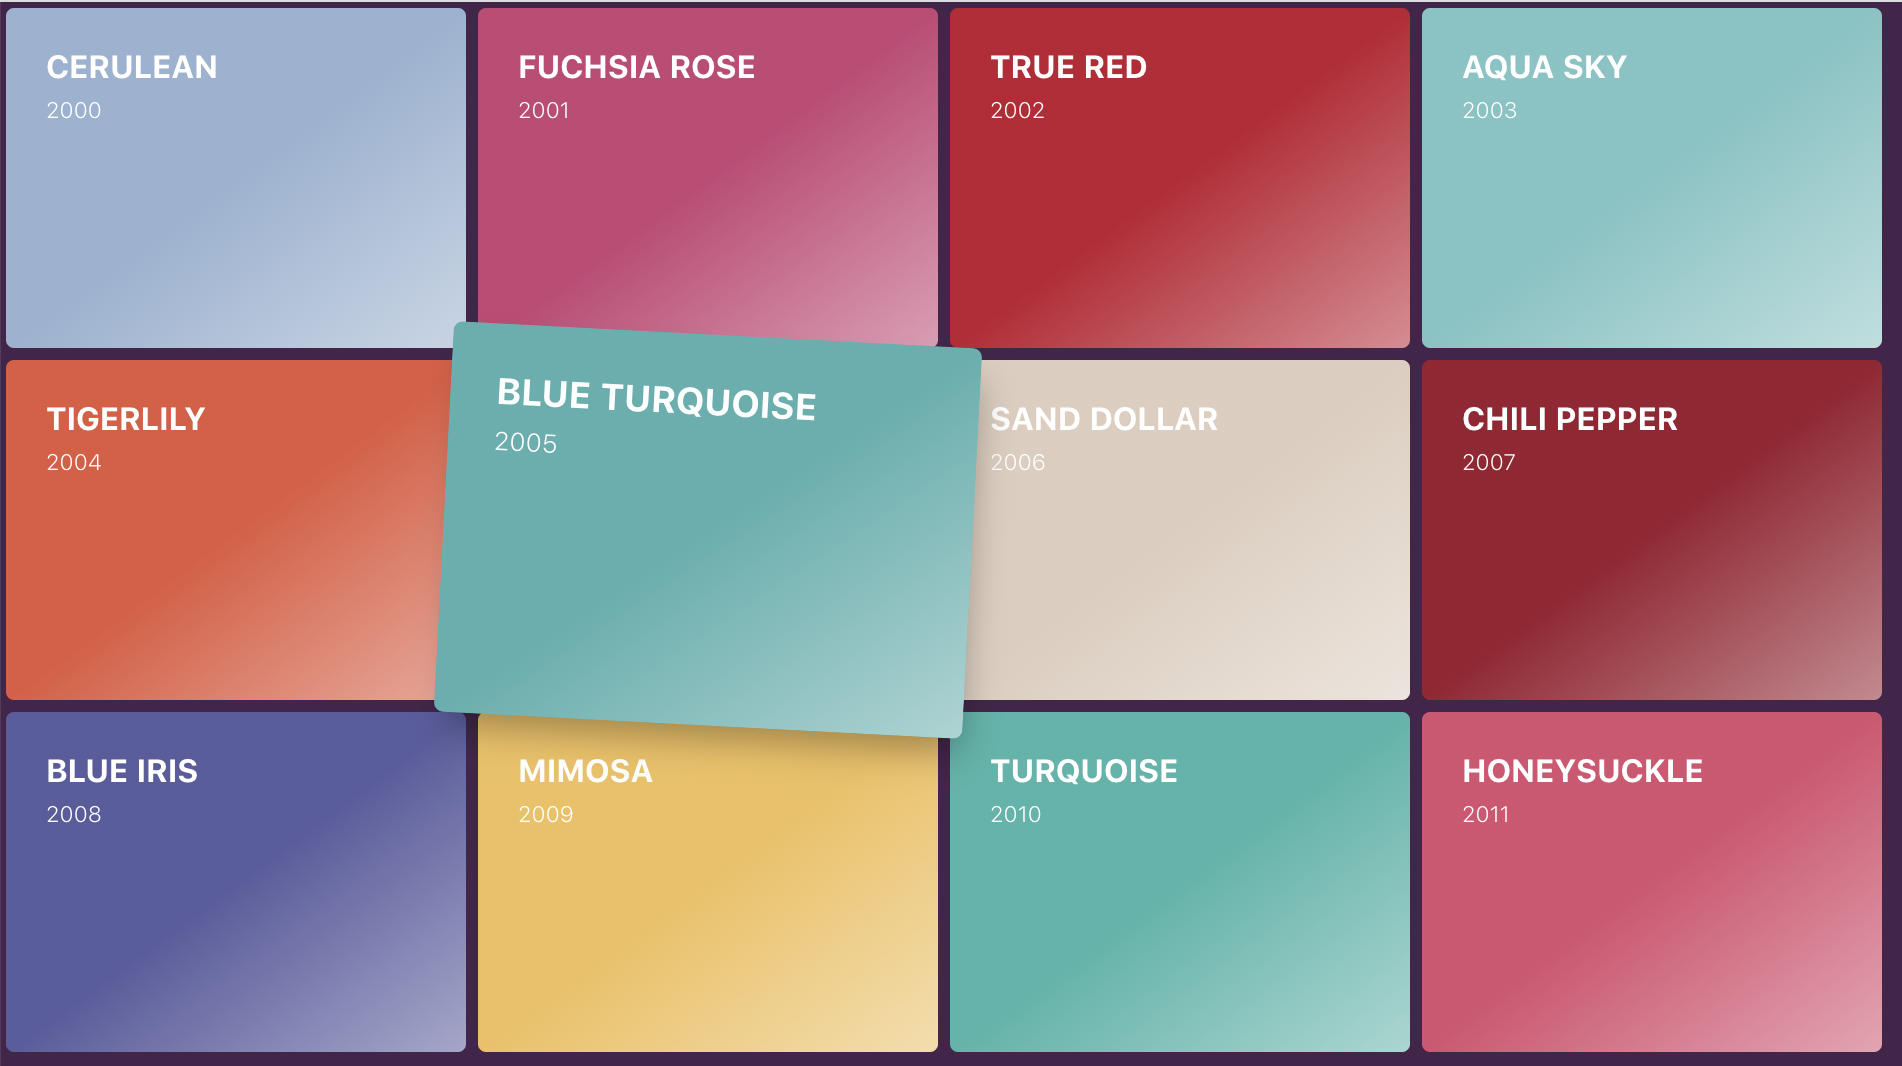 CERULEAN
2000
FUCHSIA ROSE
2001
TRUE RED
2002
AQUA SKY
2003
TIGERLILY
2004
BLUE TURQUOISE
2005
SAND DOLLAR
2006
CHILI PEPPER
2007
BLUE IRIS
2008
MIMOSA
2009
TURQUOISE
2010
HONEYSUCKLE
2011